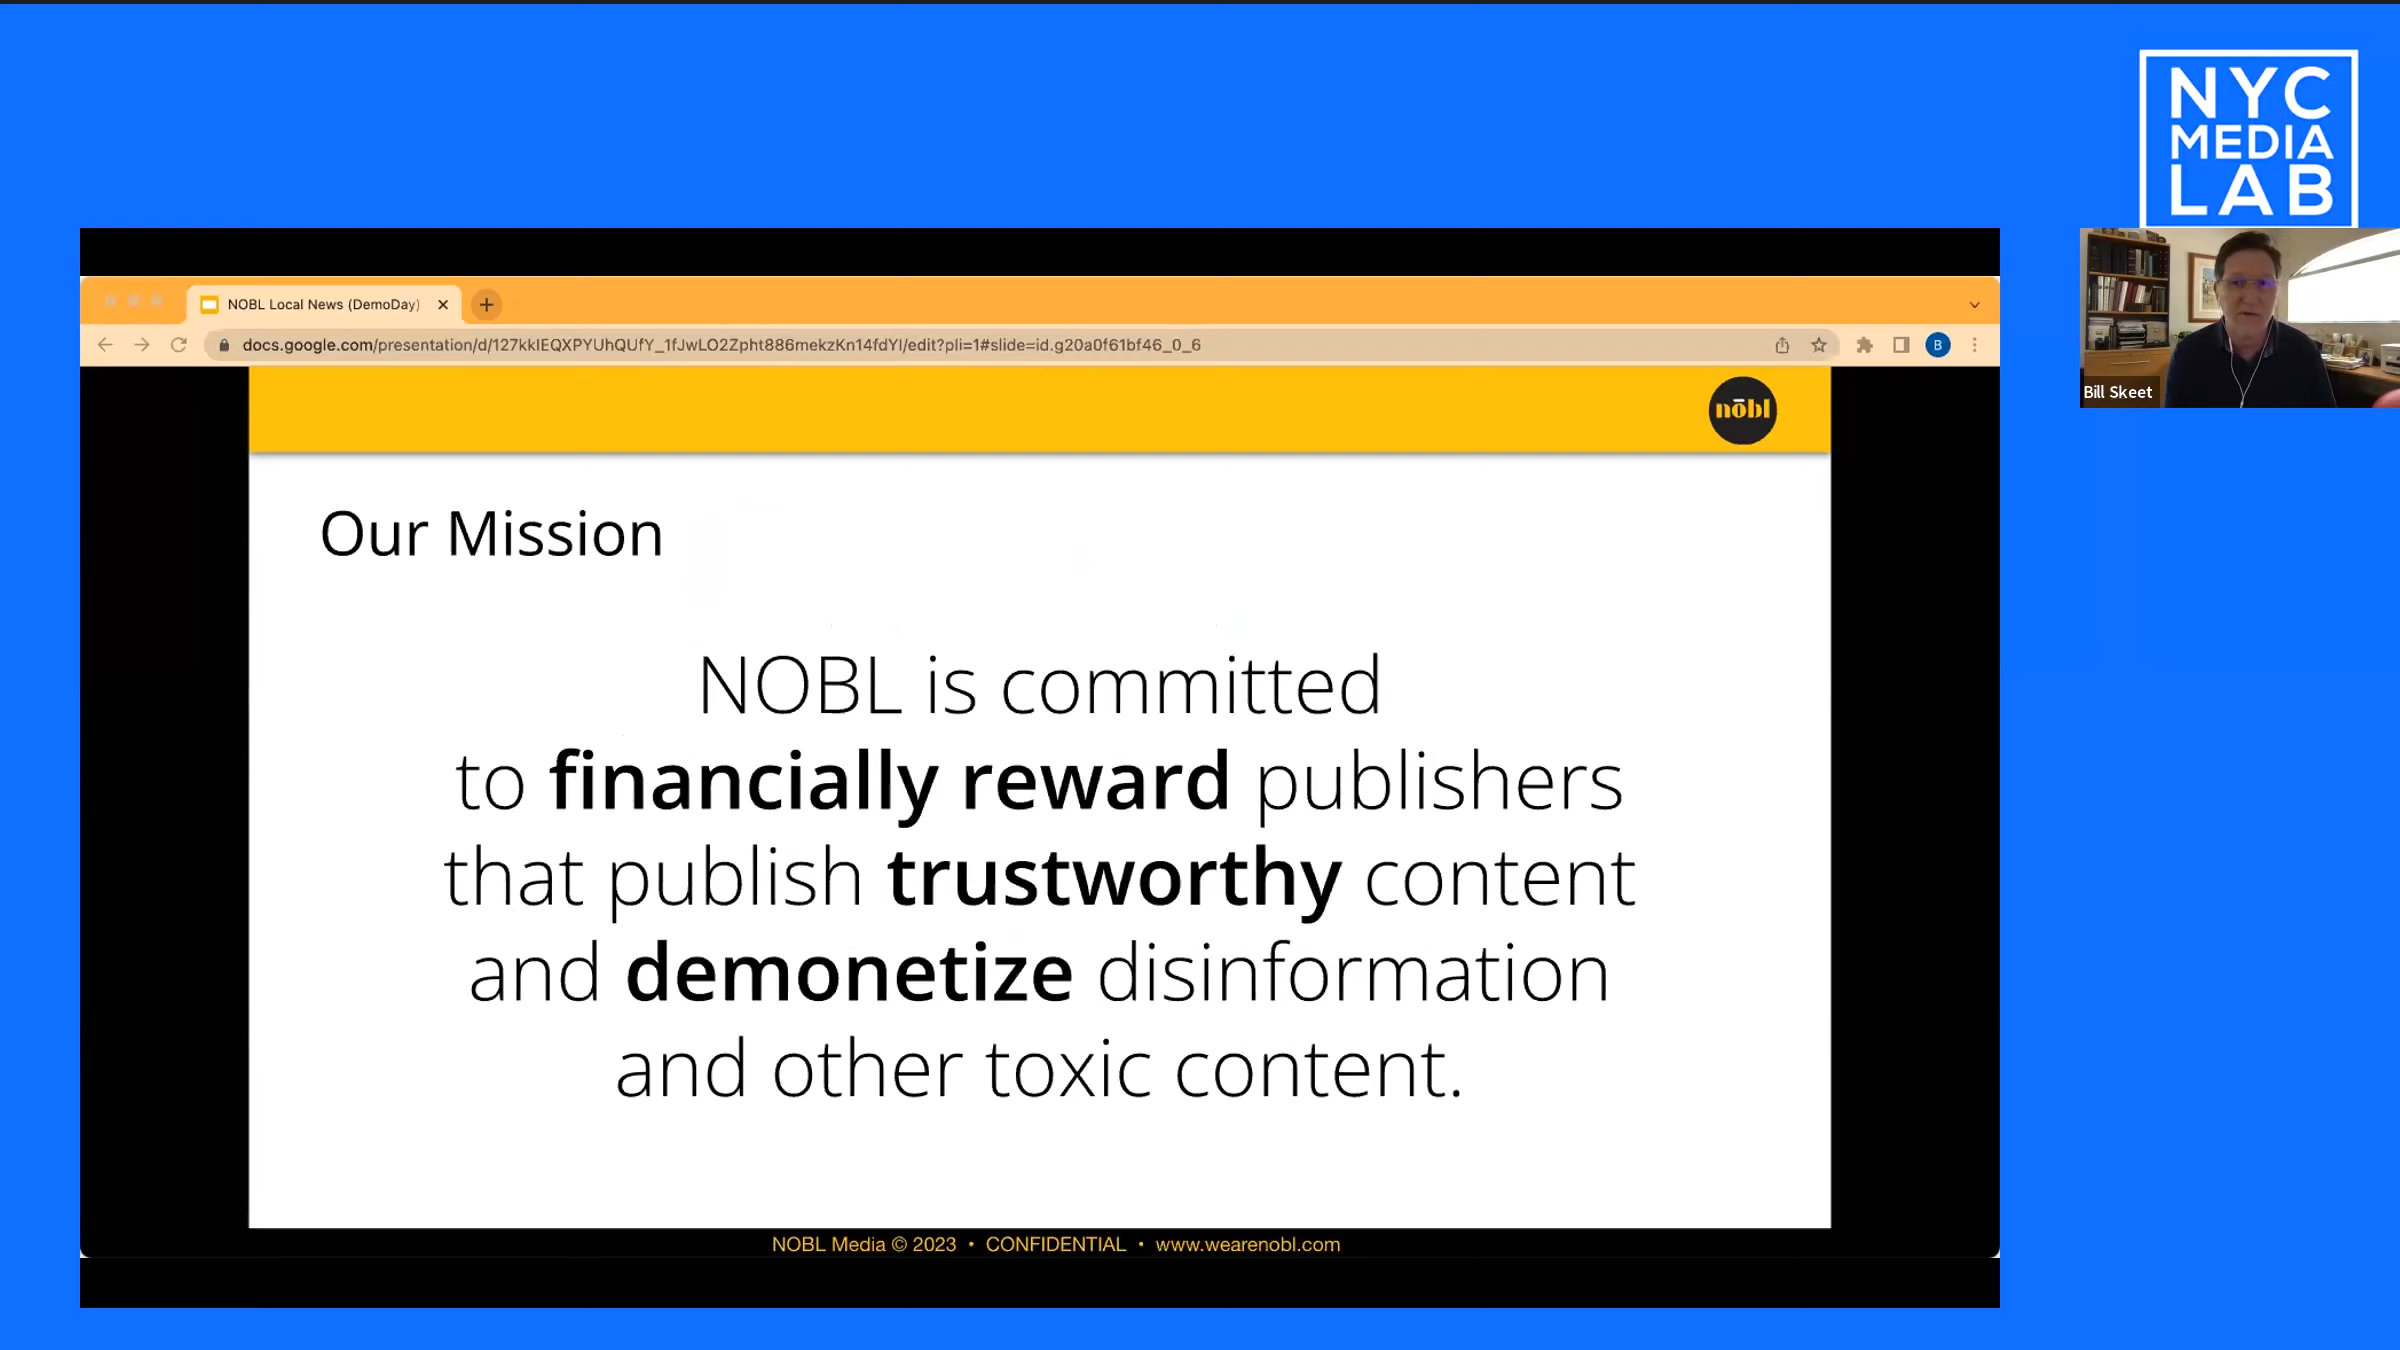 NYC
MEDIA
LAB
NOBL Local News (DemoDay)
docs.google.com/presentation/d/127kkIEQXPYUhQUfY_1fJwLO2Zpht886mekzKn14fdYI/edit?pli=1#slide=id.g20a0f61bf46_0_6
B
Bill Skeet
nōbl
Our Mission
NOBL is committed
to financially reward publishers
that publish trustworthy content
and demonetize disinformation
and other toxic content.
NOBL Media © 2023 • CONFIDENTIAL • www.wearenobl.com